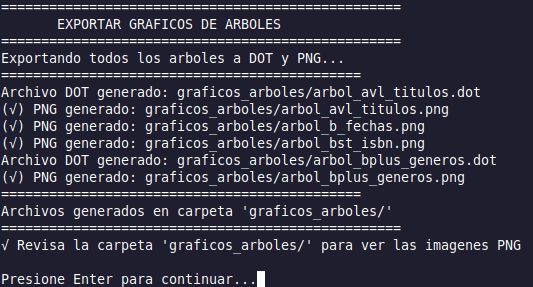 ==================================================
EXPORTAR GRAFICOS DE ARBOLES
==================================================
Exportando todos los arboles a DOT y PNG...
=============================================
Archivo DOT generado: graficos_arboles/arbol_avl_titulos.dot
(√) PNG generado: graficos_arboles/arbol_avl_titulos.png
(√) PNG generado: graficos_arboles/arbol_b_fechas.png
(√) PNG generado: graficos_arboles/arbol_bst_isbn.png
Archivo DOT generado: graficos_arboles/arbol_bplus_generos.dot
(√) PNG generado: graficos_arboles/arbol_bplus_generos.png
=============================================
Archivos generados en carpeta 'graficos_arboles/'
==================================================
√ Revisa la carpeta 'graficos_arboles/' para ver las imagenes PNG
Presione Enter para continuar...